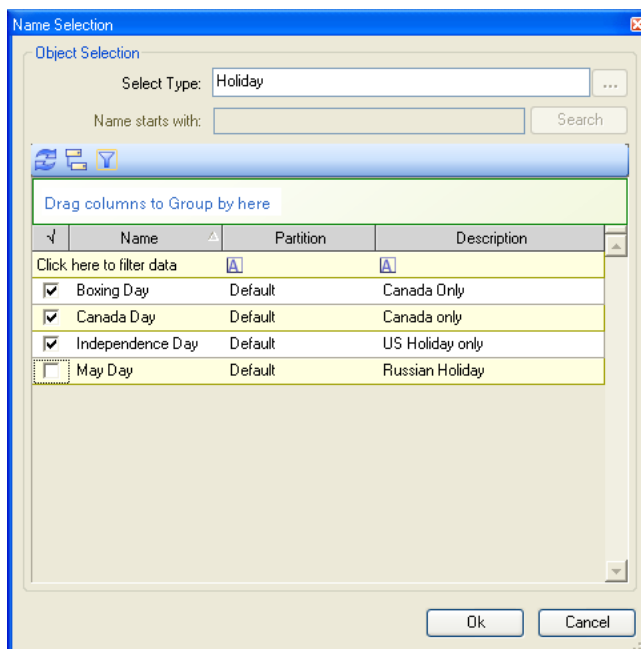 Name Selection
Object Selection
Select Type: Holiday ...
Name starts with: Search
Drag columns to Group by here
√ Name Partition Description
Click here to filter data A A
Boxing Day Default Canada Only
Canada Day Default Canada only
Independence Day Default US Holiday only
May Day Default Russian Holiday
Ok Cancel